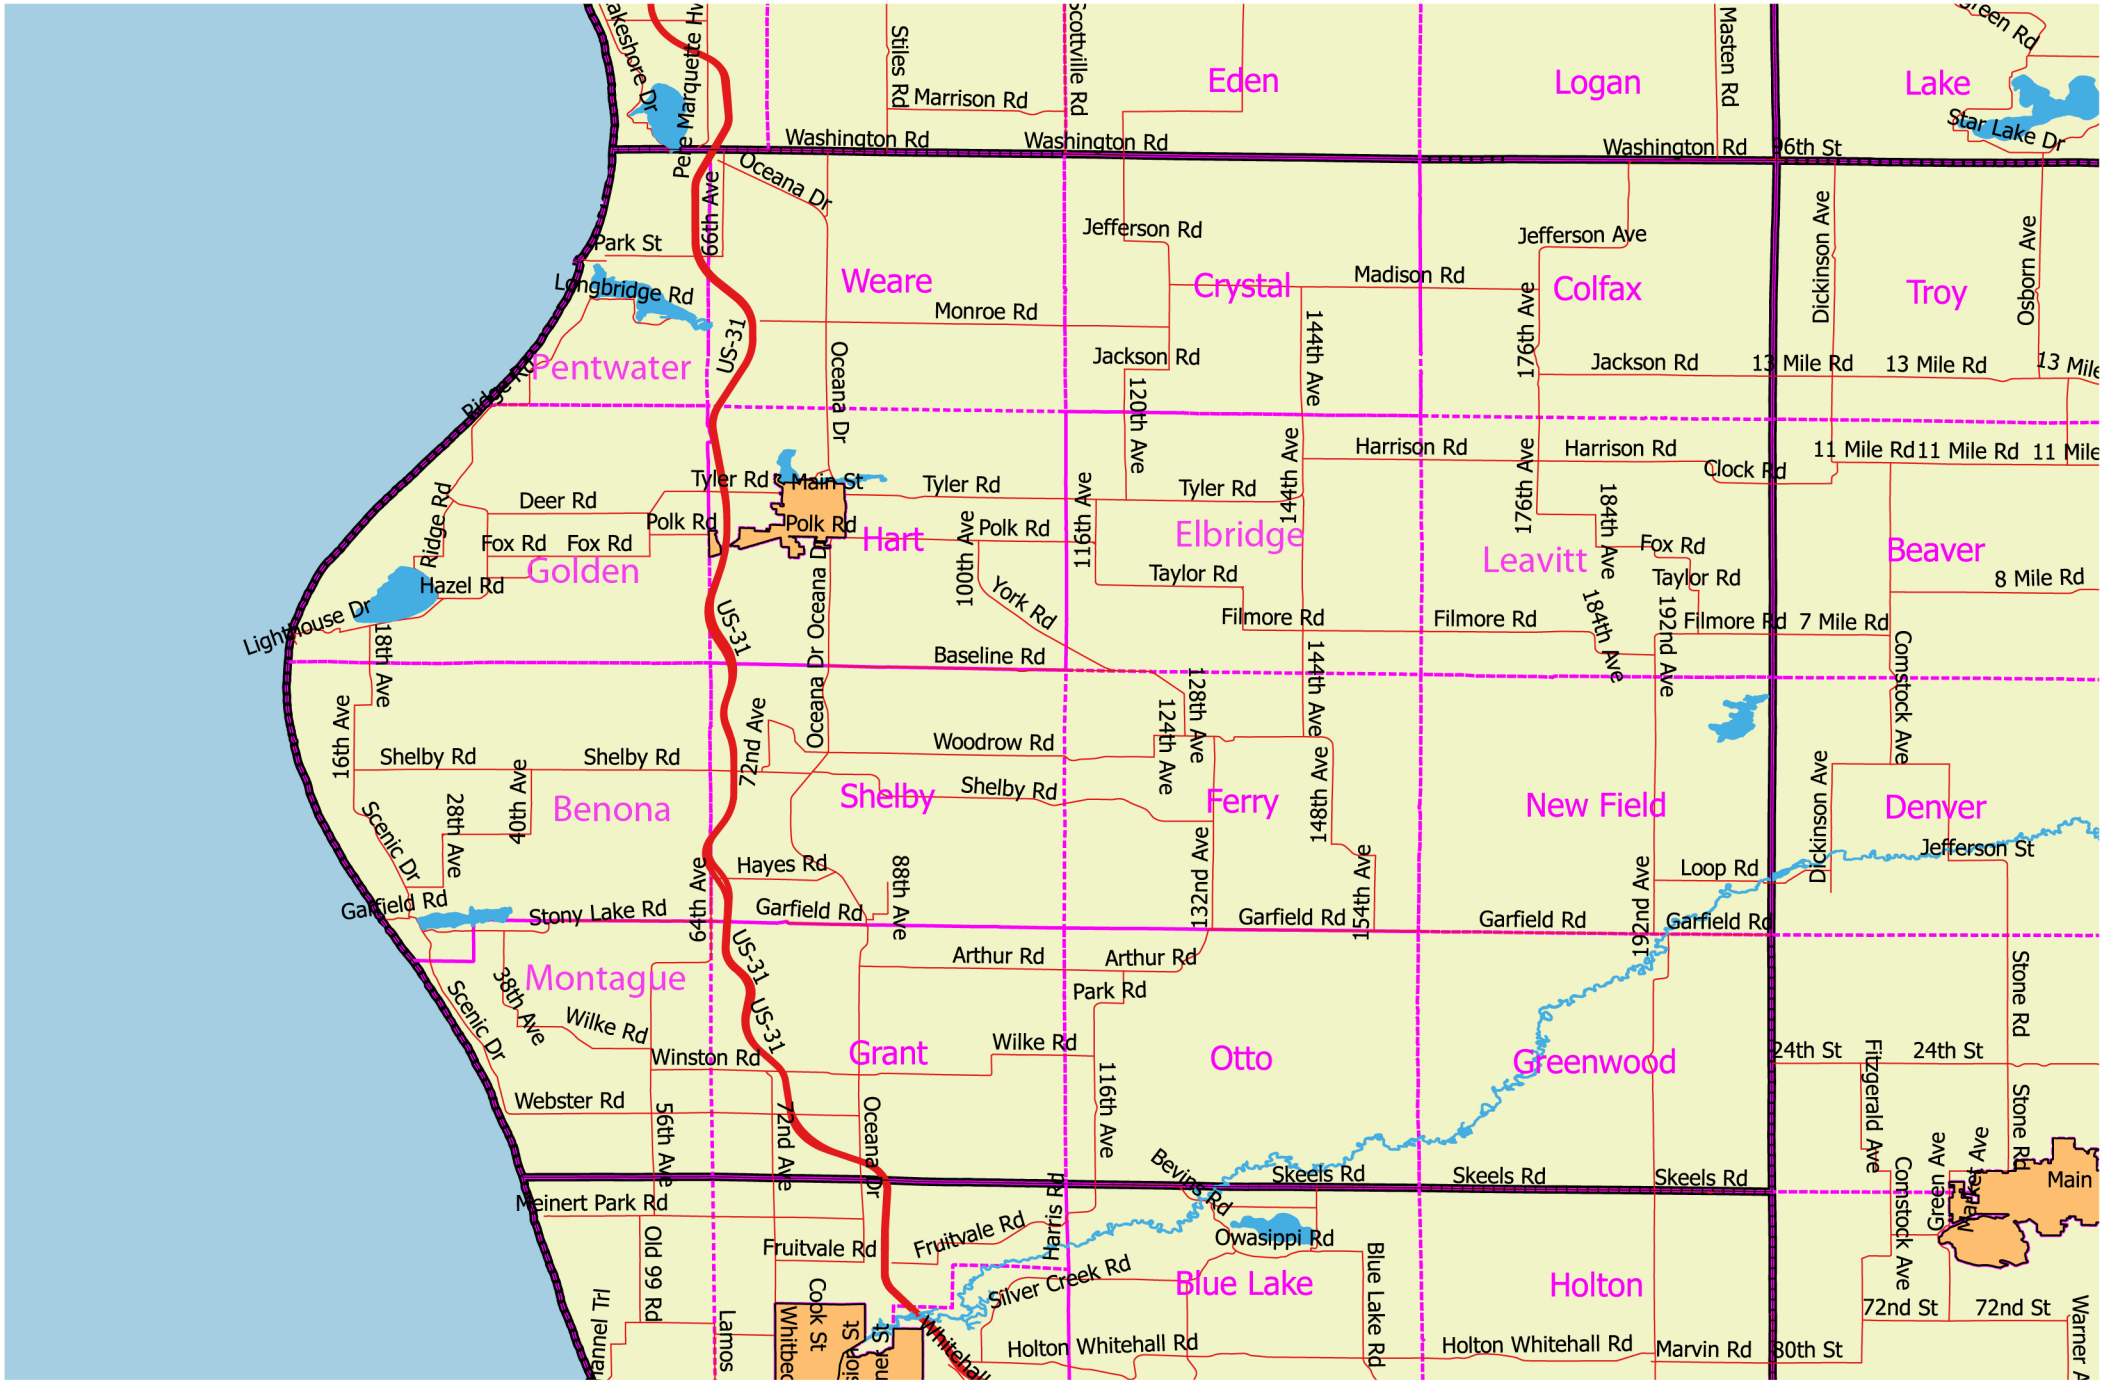 Stiles Rd
Scottville Rd
Masten Rd
Pere Marquette
Marrison Rd
Eden
Logan
Lake
Star Lake Dr
Washington Rd
Washington Rd
Washington Rd
96th St
Oceana Dr
66th Ave
Park St
Longbridge Rd
Jefferson Rd
Jefferson Ave
Dickinson Ave
Osborn Ave
Weare
Crystal
Madison Rd
Colfax
Troy
Monroe Rd
US-31
Oceana Dr
144th Ave
176th Ave
Pentwater
Ridge Rd
Jackson Rd
Jackson Rd
13 Mile Rd
13 Mile Rd
13 Mile
120th Ave
Harrison Rd
Harrison Rd
Clock Rd
11 Mile Rd
11 Mile Rd
11 Mile
144th Ave
176th Ave
Tyler Rd
Main St
Tyler Rd
Tyler Rd
116th Ave
184th Ave
Deer Rd
Polk Rd
Polk Rd
Polk Rd
100th Ave
Hart
Elbridge
Leavitt
Fox Rd
Beaver
Ridge Rd
Fox Rd
Fox Rd
Golden
Hazel Rd
Taylor Rd
Taylor Rd
8 Mile Rd
York Rd
Lighthouse Dr
18th Ave
US-31
Oceana Dr
Oceana Dr
Filmore Rd
Filmore Rd
184th Ave
192nd Ave
Filmore Rd
7 Mile Rd
Comstock Ave
Baseline Rd
144th Ave
128th Ave
124th Ave
16th Ave
72nd Ave
Woodrow Rd
Shelby Rd
Shelby Rd
Shelby Rd
Shelby
148th Ave
Dickinson Ave
Benona
Ferry
New Field
Denver
Scenic Dr
28th Ave
40th Ave
132nd Ave
154th Ave
192nd Ave
Jefferson St
Hayes Rd
88th Ave
Loop Rd
64th Ave
Garfield Rd
Stony Lake Rd
Garfield Rd
Garfield Rd
Garfield Rd
Garfield Rd
US-31
Arthur Rd
Arthur Rd
Montague
Park Rd
Stone Rd
38th Ave
Scenic Dr
US-31
Wilke Rd
Wilke Rd
Winston Rd
Grant
Otto
Greenwood
24th St
24th St
Fitzgerald Ave
Webster Rd
56th Ave
72nd Ave
Oceana Dr
116th Ave
Stone Rd
Green Ave
Market Ave
Main
Bevins Rd
Skeels Rd
Skeels Rd
Skeels Rd
Comstock Ave
Meinert Park Rd
Old 99 Rd
Fruitvale Rd
Fruitvale Rd
Harris Rd
Owasippi Rd
Silver Creek Rd
Blue Lake
Blue Lake Rd
Holton
72nd St
72nd St
Warner A
Cook St
Lamos
Holton Whitehall Rd
Holton Whitehall Rd
Marvin Rd
80th St
Whitehall